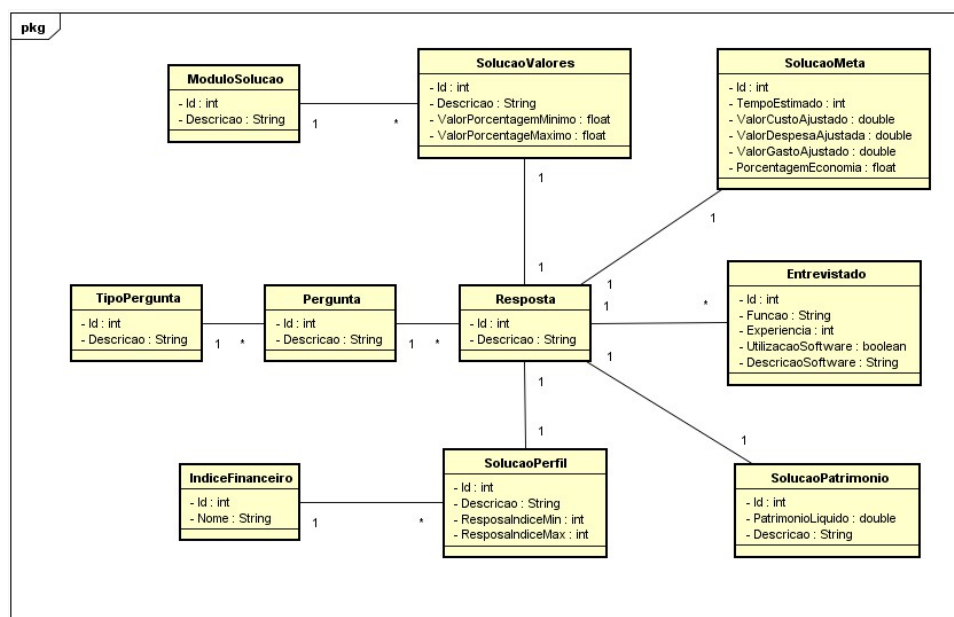 pkg
ModuloSolucao
- Id : int
- Descricao : String
1
*
SolucaoValores
- Id : int
- Descricao : String
- ValorPorcentagemMinimo : float
- ValorPorcentageMaximo : float
1
1
SolucaoMeta
- Id : int
- TempoEstimado : int
- ValorCustoAjustado : double
- ValorDespesaAjustada : double
- ValorGastoAjustado : double
- PorcentagemEconomia : float
1
1
TipoPergunta
- Id : int
- Descricao : String
1
*
Pergunta
- Id : int
- Descricao : String
1
*
Resposta
- Id : int
- Descricao : String
1
*
Entrevistado
- Id : int
- Funcao : String
- Experiencia : int
- UtilizacaoSoftware : boolean
- DescricaoSoftware : String
1
1
1
1
IndiceFinanceiro
- Id : int
- Nome : String
1
*
SolucaoPerfil
- Id : int
- Descricao : String
- ResposaIndiceMin : int
- ResposaIndiceMax : int
SolucaoPatrimonio
- Id : int
- PatrimonioLiquido : double
- Descricao : String